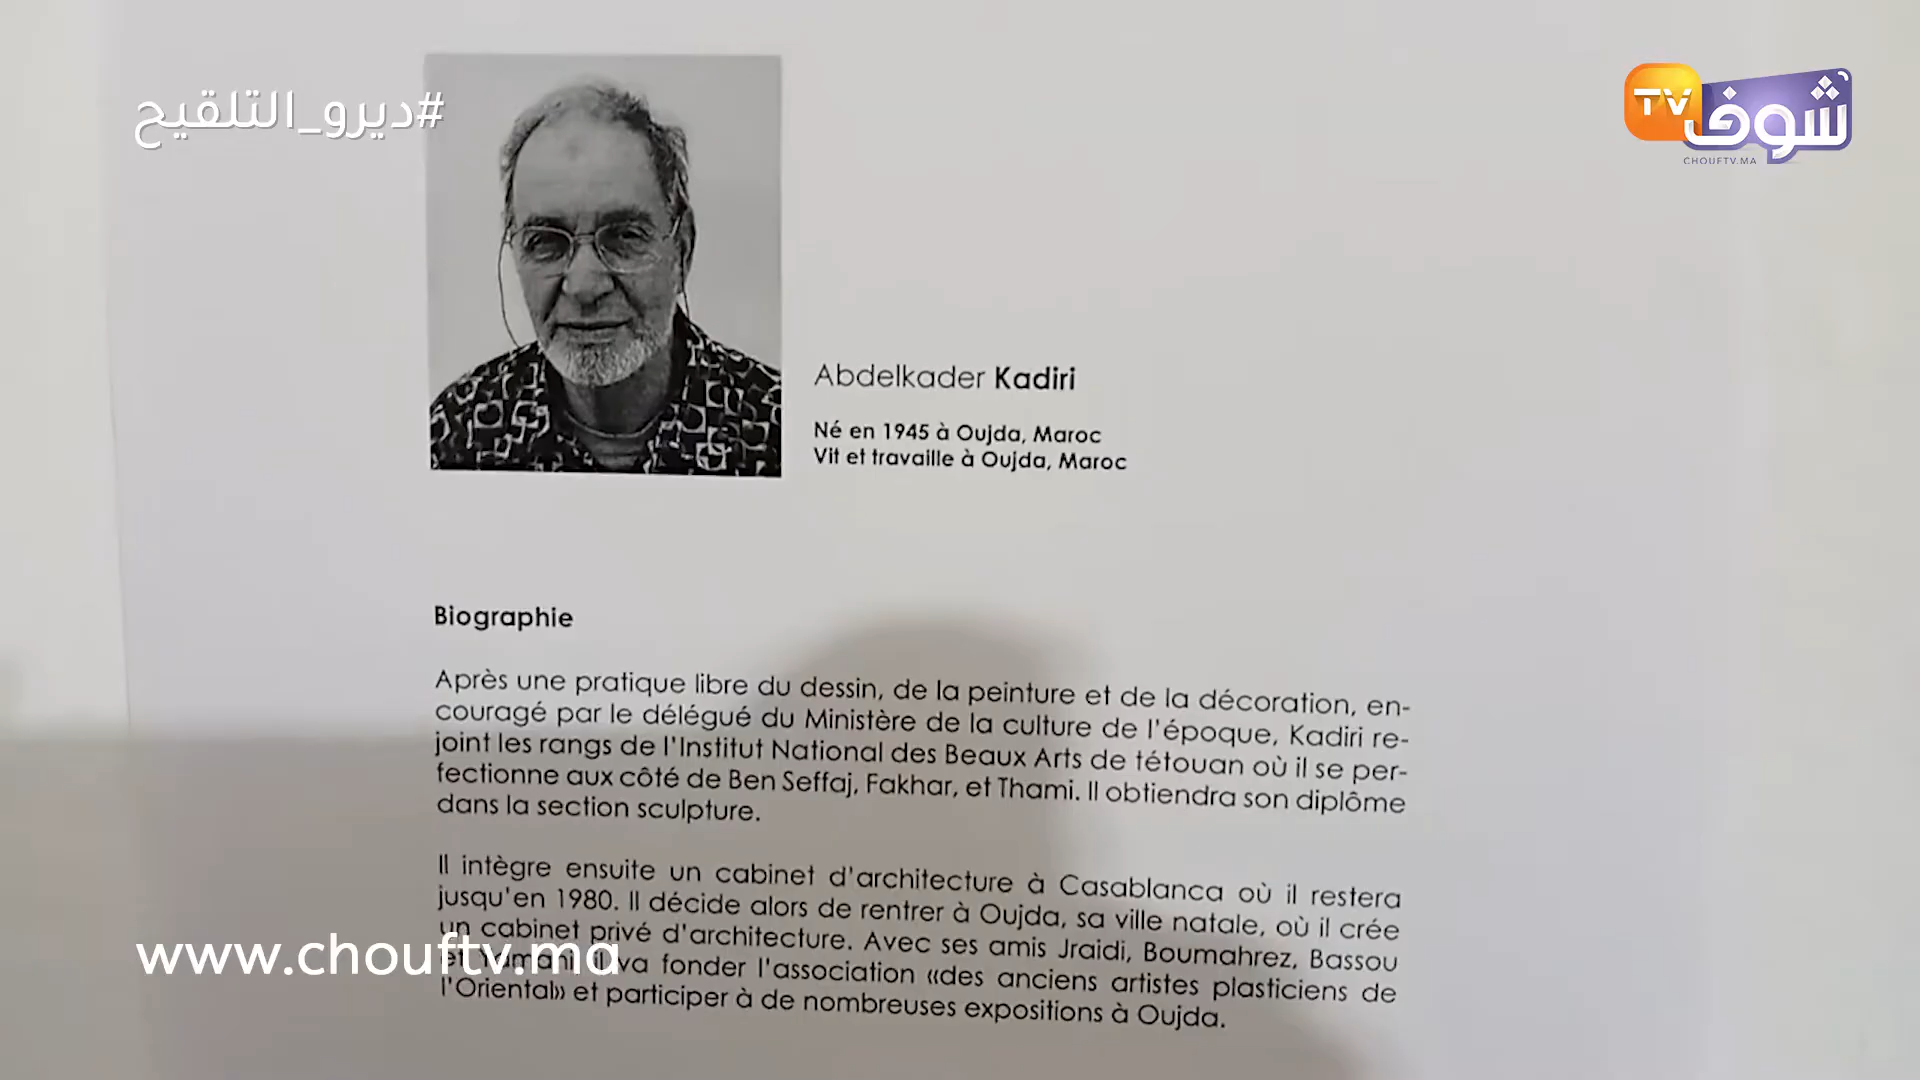 #ديرو_التلقيح
TV شوف
CHOUFTV.MA
Abdelkader Kadiri
Né en 1945 à Oujda, Maroc
Vit et travaille à Oujda, Maroc
Biographie
Après une pratique libre du dessin, de la peinture et de la décoration, en-
couragé par le délégué du Ministère de la culture de l'époque, Kadiri re-
joint les rangs de l'Institut National des Beaux Arts de tétouan où il se per-
fectionne aux côté de Ben Seffaj, Fakhar, et Thami. Il obtiendra son diplôme
dans la section sculpture.
Il intègre ensuite un cabinet d'architecture à Casablanca où il restera
jusqu'en 1980. Il décide alors de rentrer à Oujda, sa ville natale, où il crée
un cabinet privé d'architecture. Avec ses amis Jraidi, Boumahrez, Bassou
et il va fonder l'association «des anciens artistes plasticiens de
l'Oriental» et participer à de nombreuses expositions à Oujda.
www.chouftv.ma